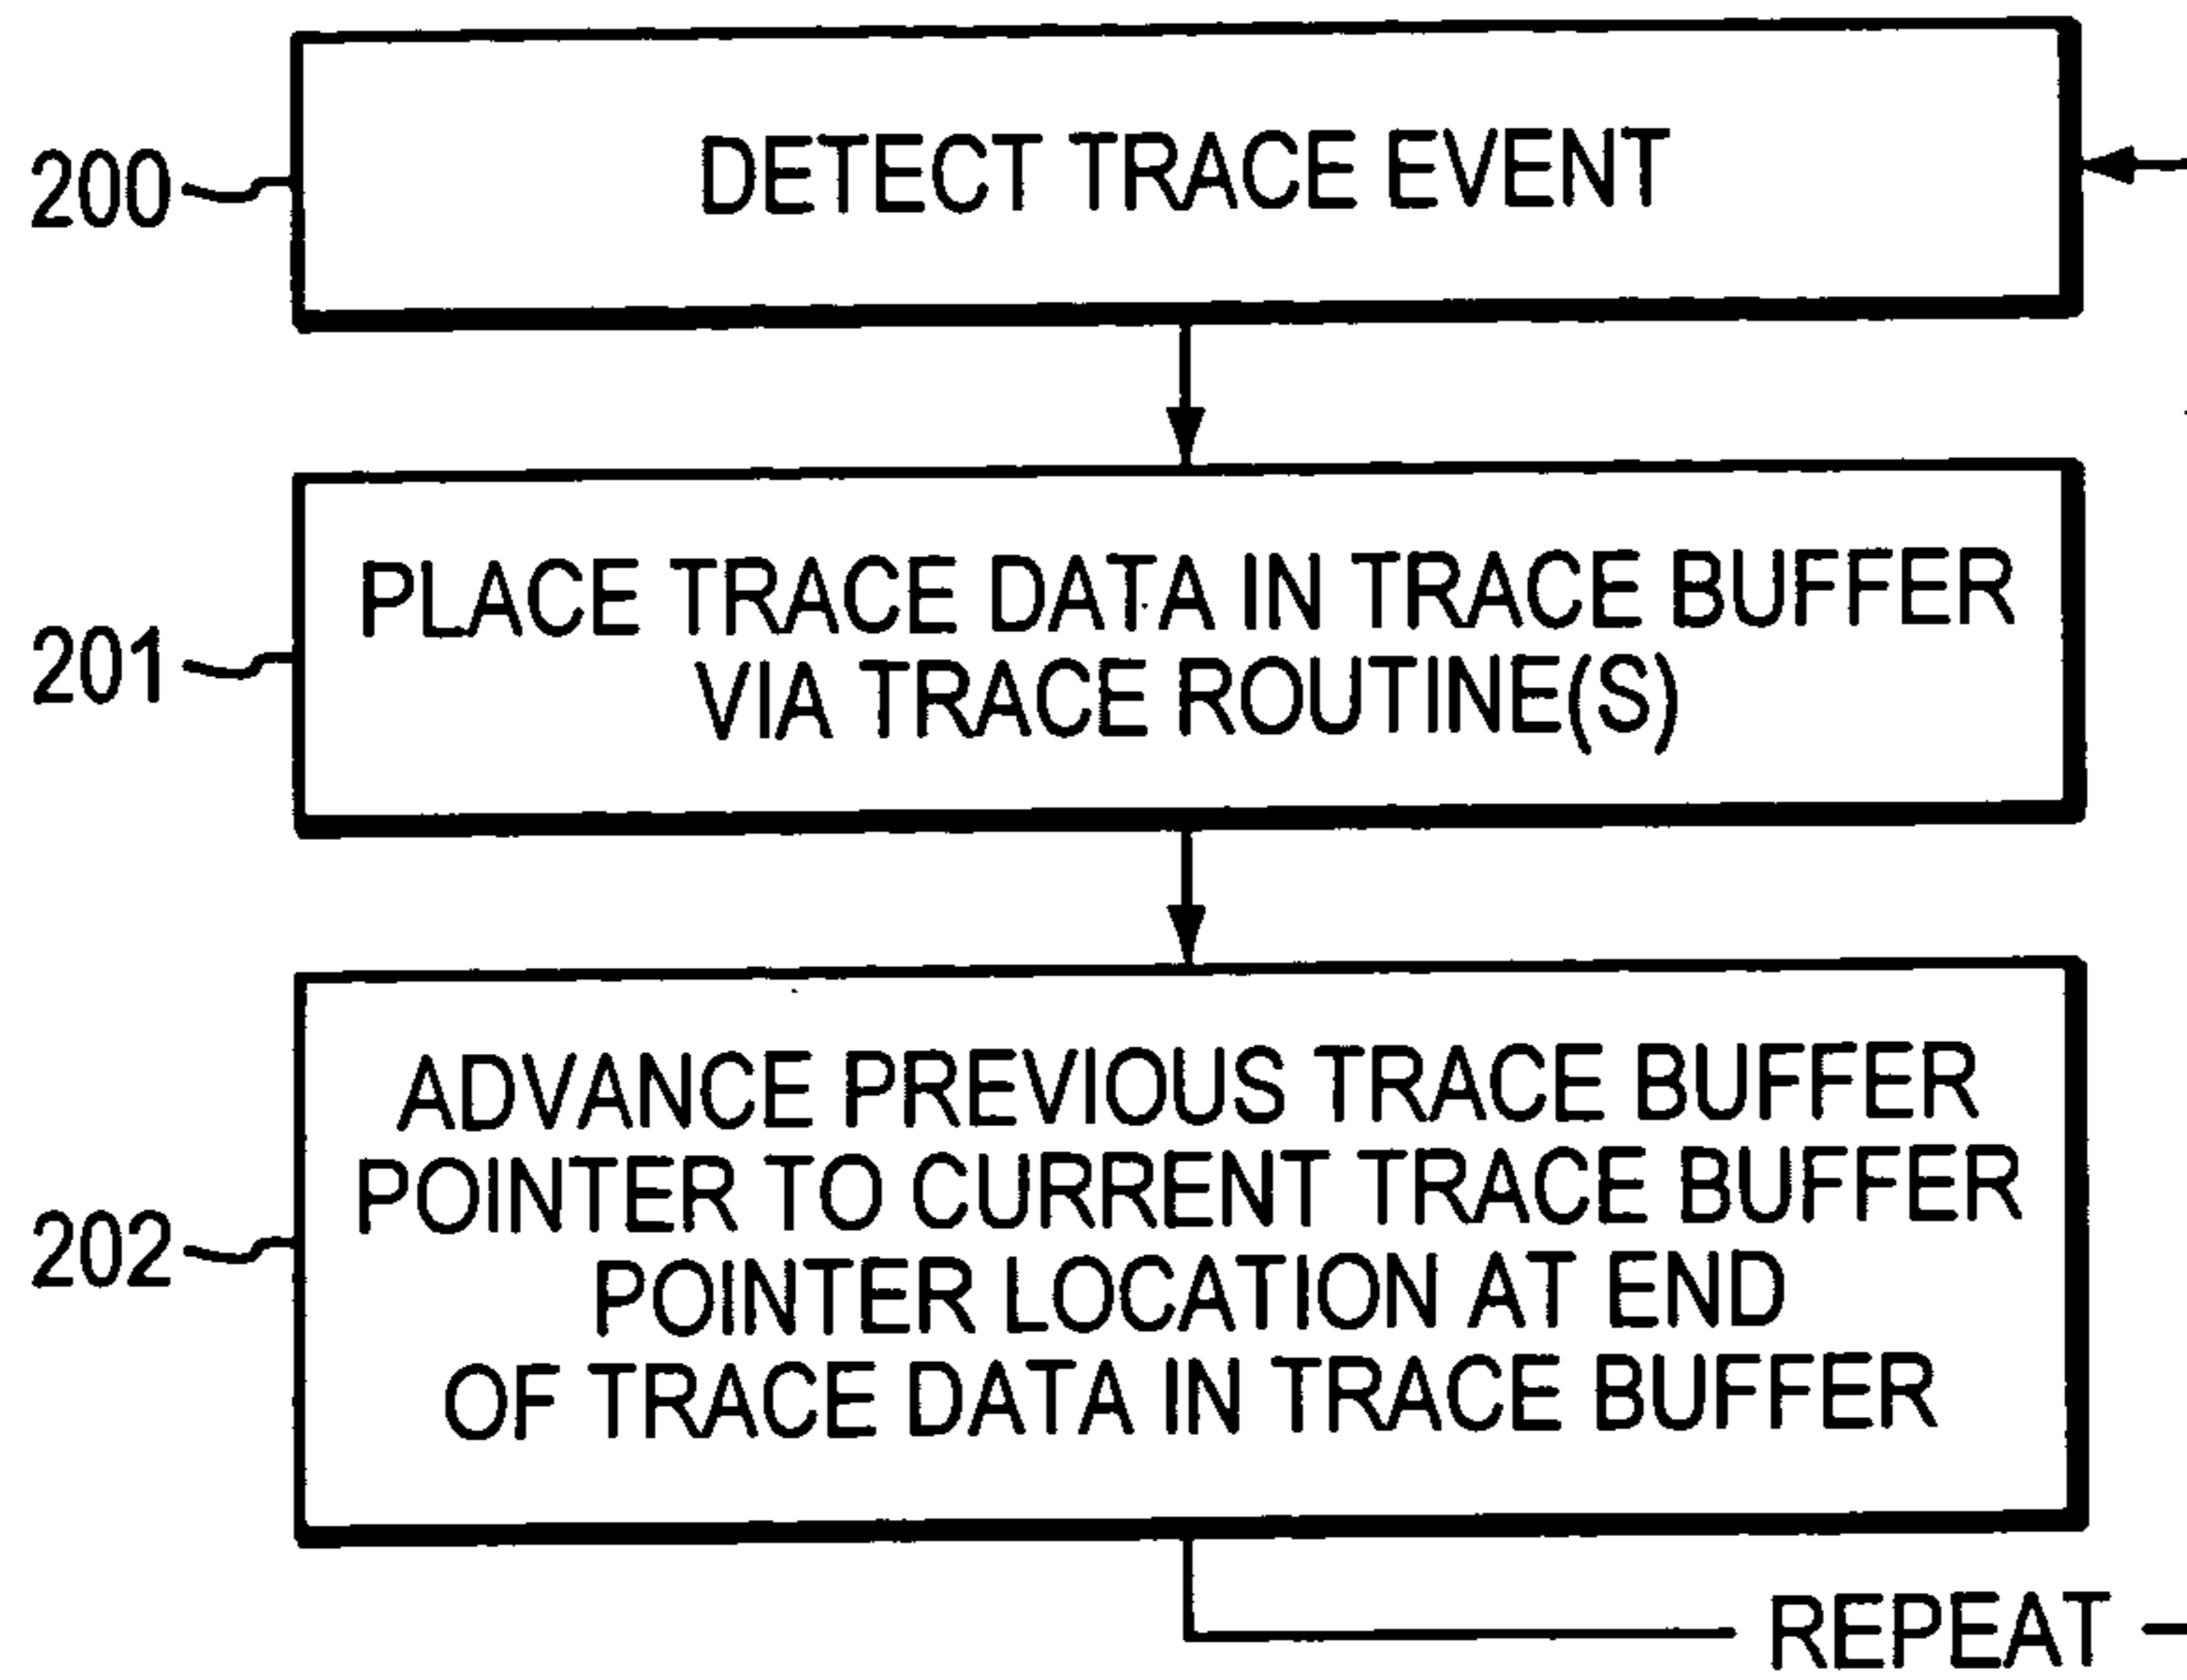 200
DETECT TRACE EVENT
201
PLACE TRACE DATA IN TRACE BUFFER
VIA TRACE ROUTINE(S)
202
ADVANCE PREVIOUS TRACE BUFFER
POINTER TO CURRENT TRACE BUFFER
POINTER LOCATION AT END
OF TRACE DATA IN TRACE BUFFER
REPEAT